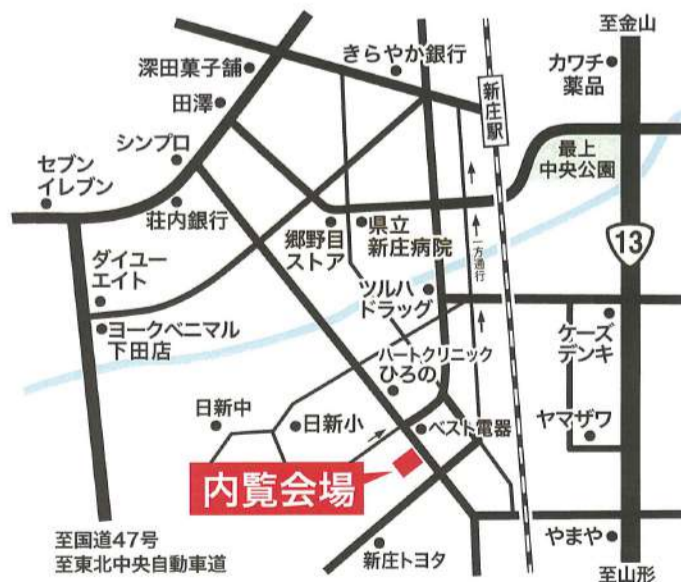 至金山
きらやか銀行
深田菓子舗
カワチ
薬品
田澤
新庄駅
シンプロ
セブン
イレブン
最上
中央公園
荘内銀行
郷野目
ストア
県立
新庄病院
13
一方通行
ダイユー
エイト
ツルハ
ドラッグ
ヨークベニマル
下田店
ケーズ
デンキ
ハートクリニック
ひろの
日新中
日新小
ベスト電器
ヤマザワ
内覧会場
至国道47号
至東北中央自動車道
新庄トヨタ
やまや
至山形